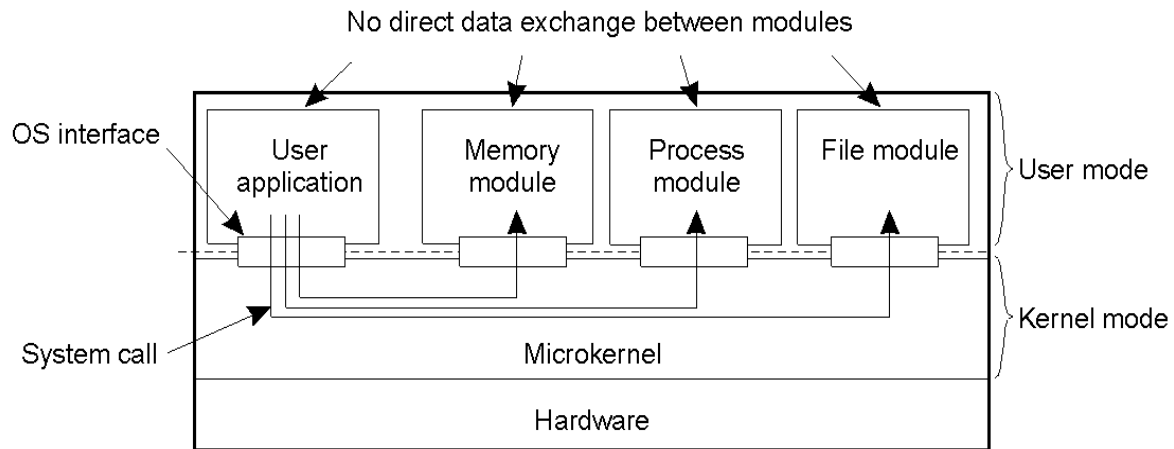 No direct data exchange between modules
OS interface
User
application
Memory
module
Process
module
File module
User mode
System call
Microkernel
Kernel mode
Hardware